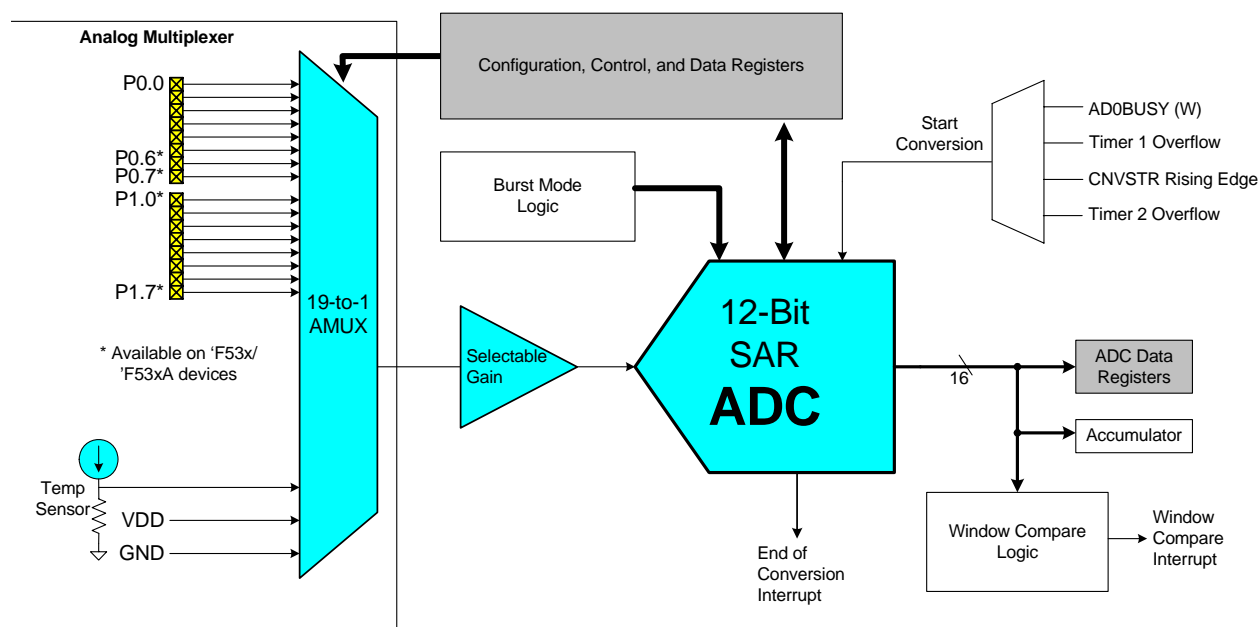 Analog Multiplexer
P0.0
P0.6*
P0.7*
P1.0*
P1.7*
* Available on ‘F53x/
’F53xA devices
19-to-1
AMUX
Temp
Sensor
VDD
GND
Configuration, Control, and Data Registers
Burst Mode
Logic
Selectable
Gain
Start
Conversion
AD0BUSY (W)
Timer 1 Overflow
CNVSTR Rising Edge
Timer 2 Overflow
12-Bit
SAR
ADC
16
ADC Data
Registers
Accumulator
Window Compare
Logic
Window
Compare
Interrupt
End of
Conversion
Interrupt